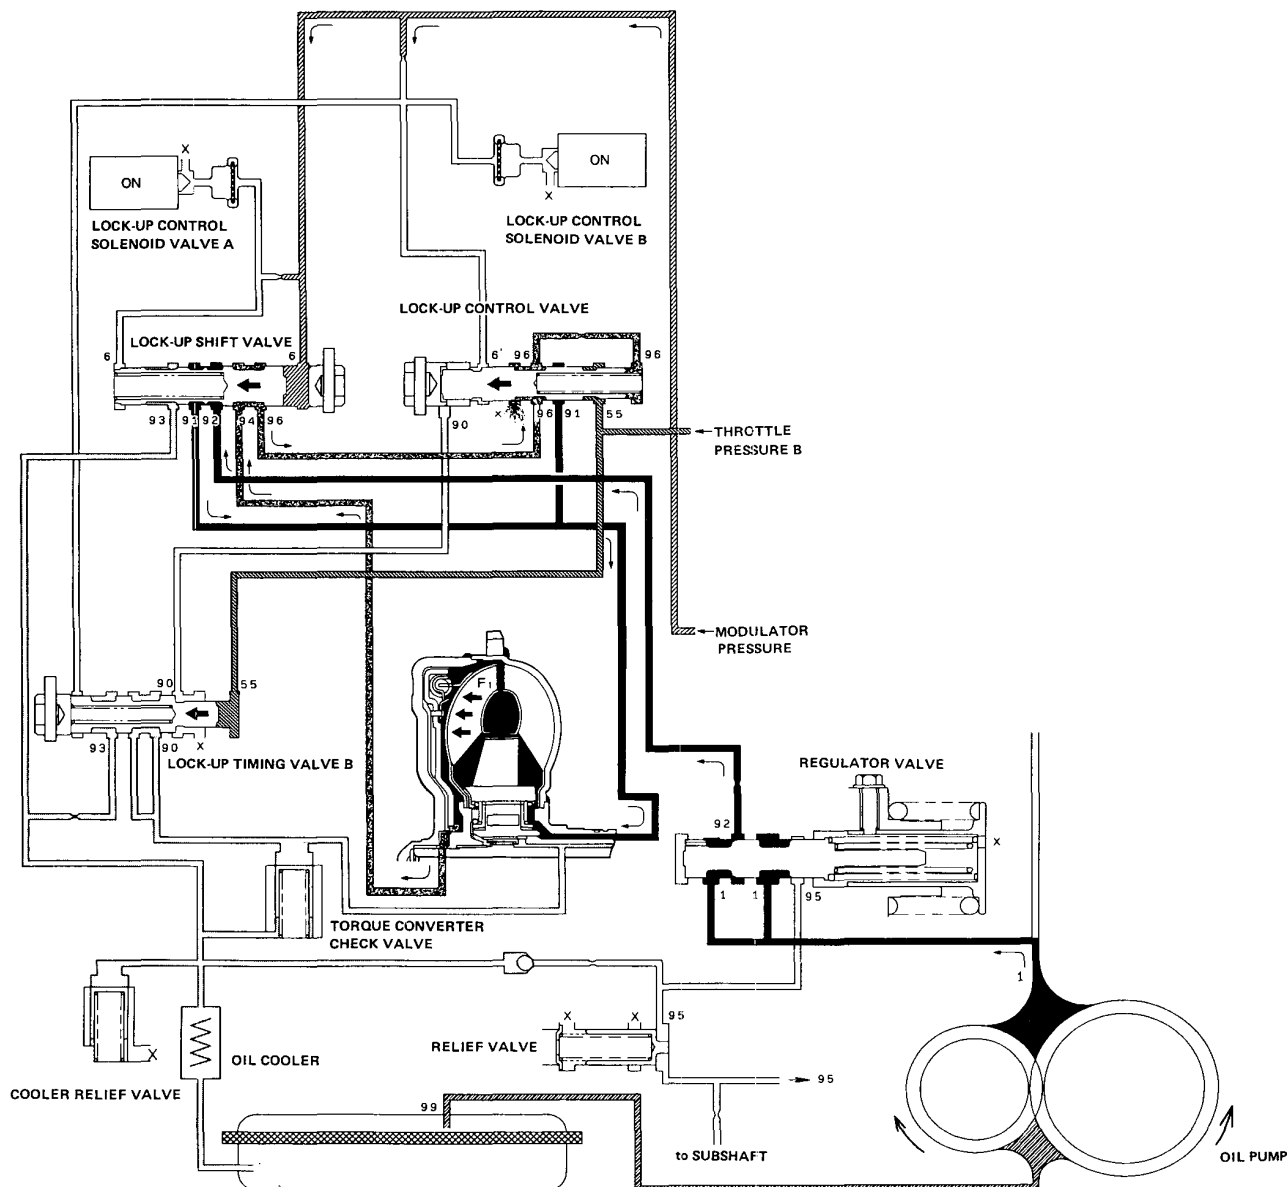 X
ON
LOCK-UP CONTROL
SOLENOID VALVE A
ON
X
LOCK-UP CONTROL
SOLENOID VALVE B
LOCK-UP CONTROL VALVE
LOCK-UP SHIFT VALVE
6
6
6'
96
96
93
91
92
94
96
90
x
96
91
55
THROTTLE
PRESSURE B
MODULATOR
PRESSURE
F1
90
55
93
90
x
LOCK-UP TIMING VALVE B
REGULATOR VALVE
92
x
1
1
95
TORQUE CONVERTER
CHECK VALVE
1
X
X
95
RELIEF VALVE
X
OIL COOLER
COOLER RELIEF VALVE
95
99
to SUBSHAFT
OIL PUMP